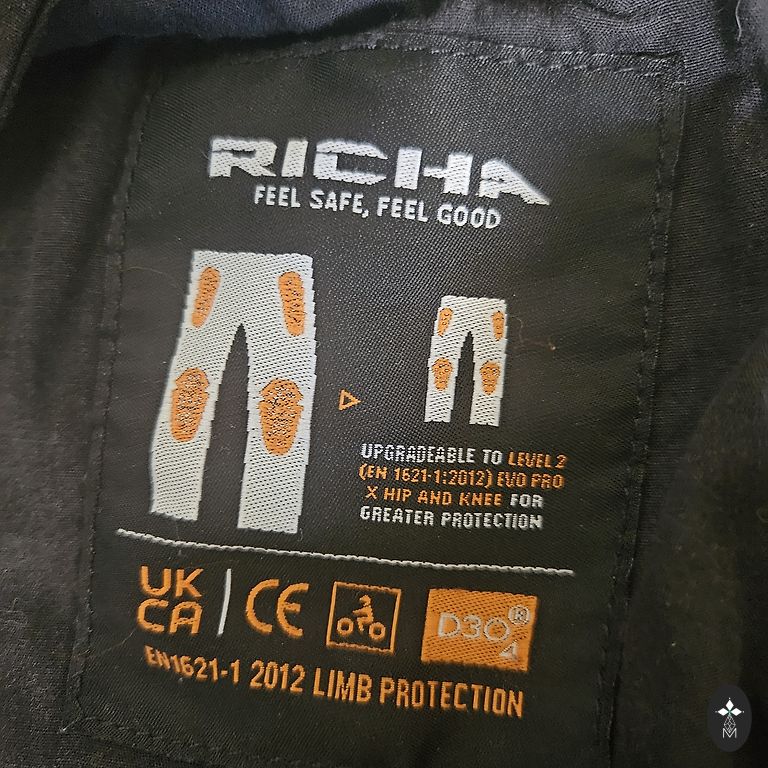 RICHA
FEEL SAFE, FEEL GOOD
UPGRADEABLE TO LEVEL 2
(EN 1621-1:2012) EVO PRO
X HIP AND KNEE FOR
GREATER PROTECTION
UK
CA
CE
D3O®
EN1621-1 2012 LIMB PROTECTION
M